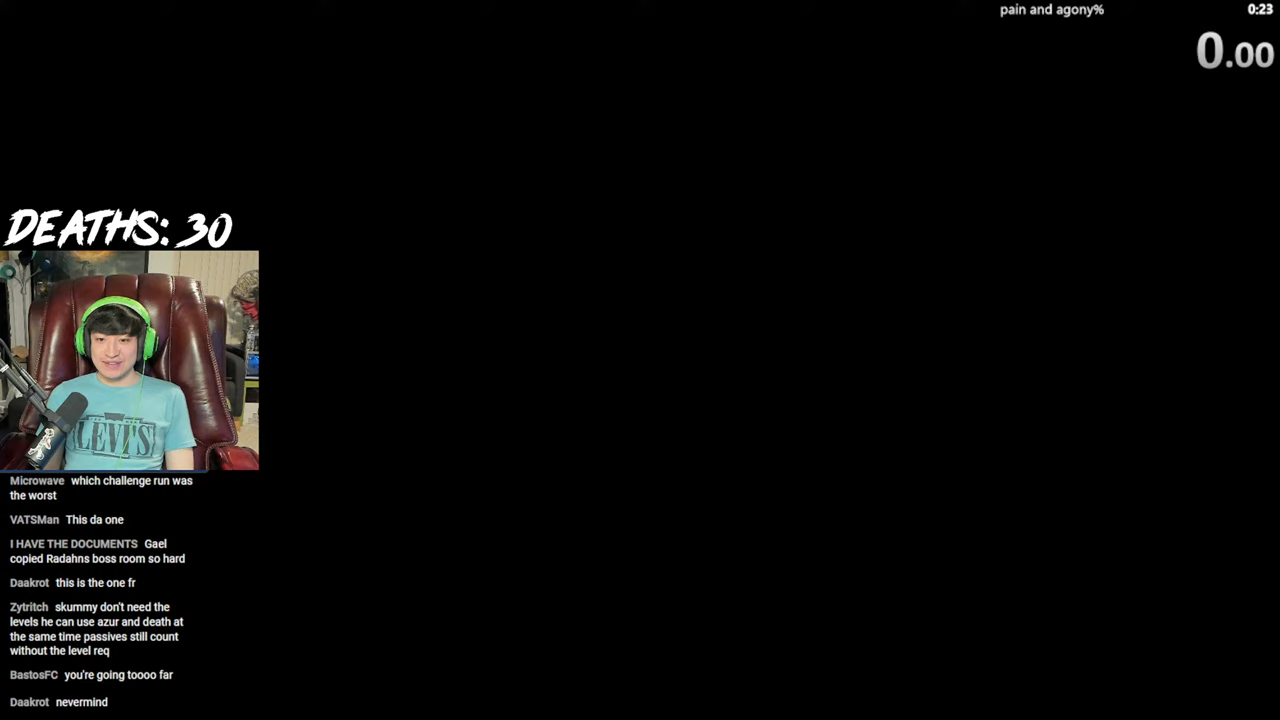 pain and agony%
0:23
0.00
DEATHS: 30
LEVI'S
Microwave which challenge run was
the worst
VATSMan This da one
I HAVE THE DOCUMENTS Gael
copied Radahns boss room so hard
Daakrot this is the one fr
Zytritch skummy don't need the
levels he can use azur and death at
the same time passives still count
without the level req
BastosFC you're going toooo far
Daakrot nevermind